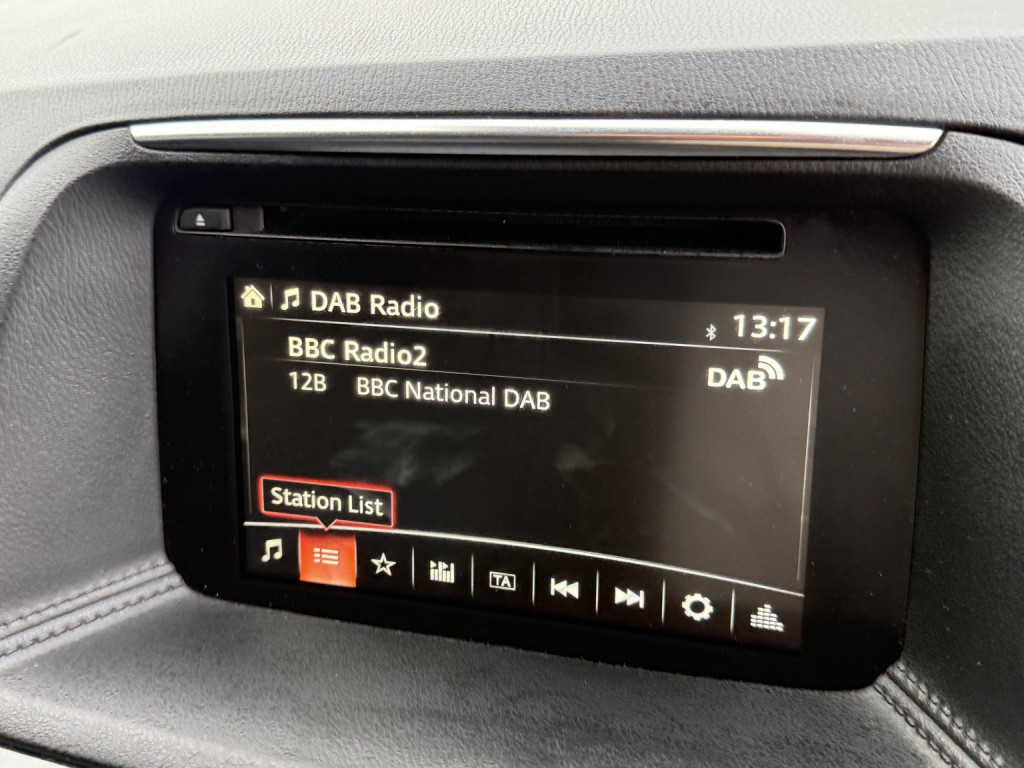 DAB Radio
13:17
BBC Radio2
DAB
12B BBC National DAB
Station List
TA